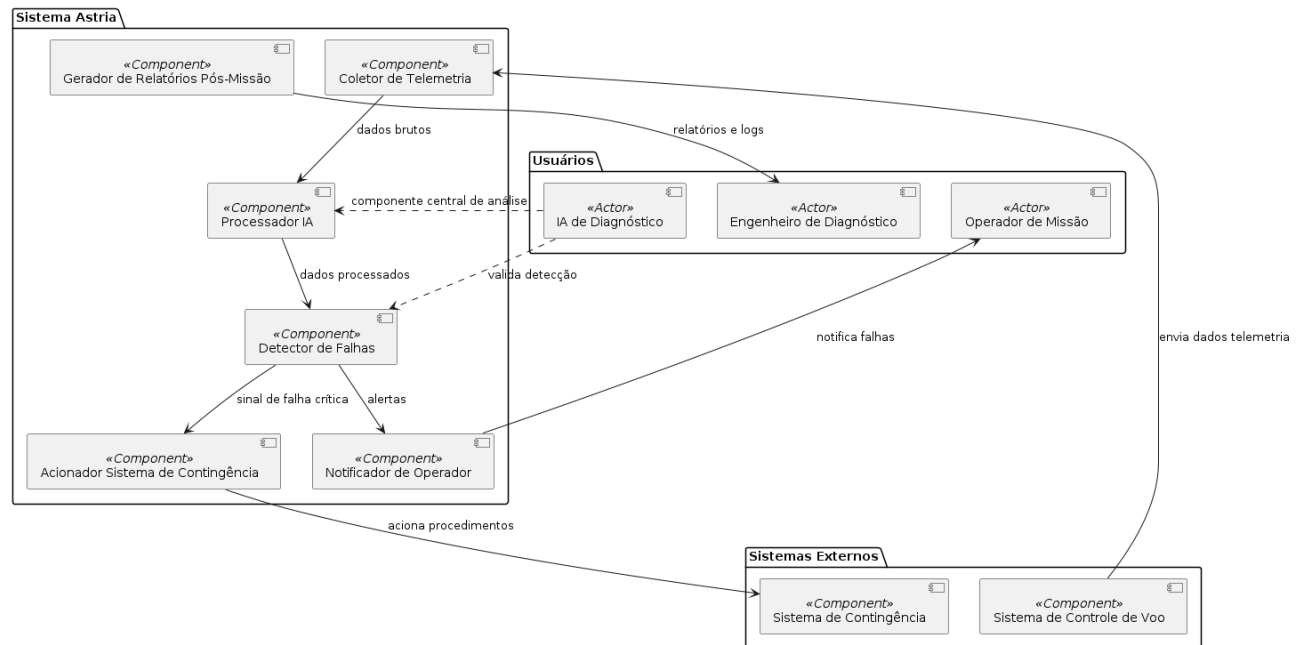 Sistema Astria
«Component»
Gerador de Relatórios Pós-Missão
«Component»
Coletor de Telemetria
dados brutos
relatórios e logs
Usuários
«Component»
Processador IA
componente central de análise
«Actor»
IA de Diagnóstico
«Actor»
Engenheiro de Diagnóstico
«Actor»
Operador de Missão
dados processados
valida detecção
«Component»
Detector de Falhas
notifica falhas
envia dados telemetria
sinal de falha crítica
alertas
«Component»
Acionador Sistema de Contingência
«Component»
Notificador de Operador
aciona procedimentos
Sistemas Externos
«Component»
Sistema de Contingência
«Component»
Sistema de Controle de Voo